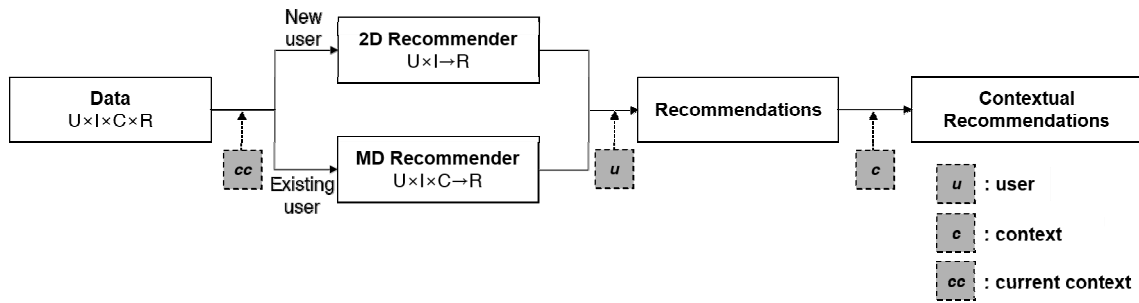 Data
U×I×C×R
cc
New
user
2D Recommender
U×I→R
Existing
user
MD Recommender
U×I×C→R
u
Recommendations
c
Contextual
Recommendations
u : user
c : context
cc : current context